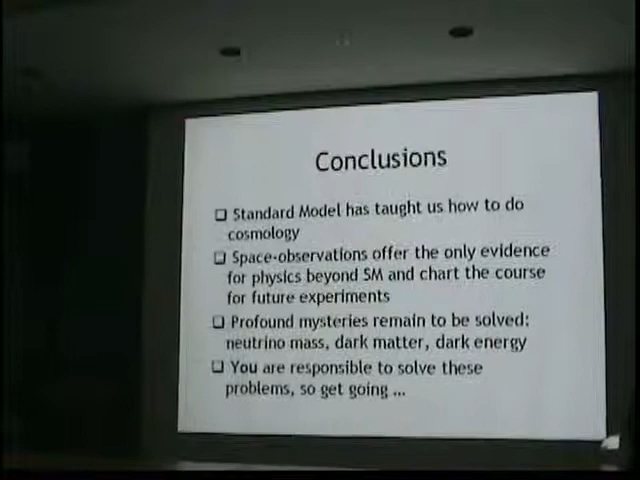 Conclusions
❑ Standard Model has taught us how to do
cosmology
❑ Space-observations offer the only evidence
for physics beyond SM and chart the course
for future experiments
❑ Profound mysteries remain to be solved:
neutrino mass, dark matter, dark energy
❑ You are responsible to solve these
problems, so get going ...